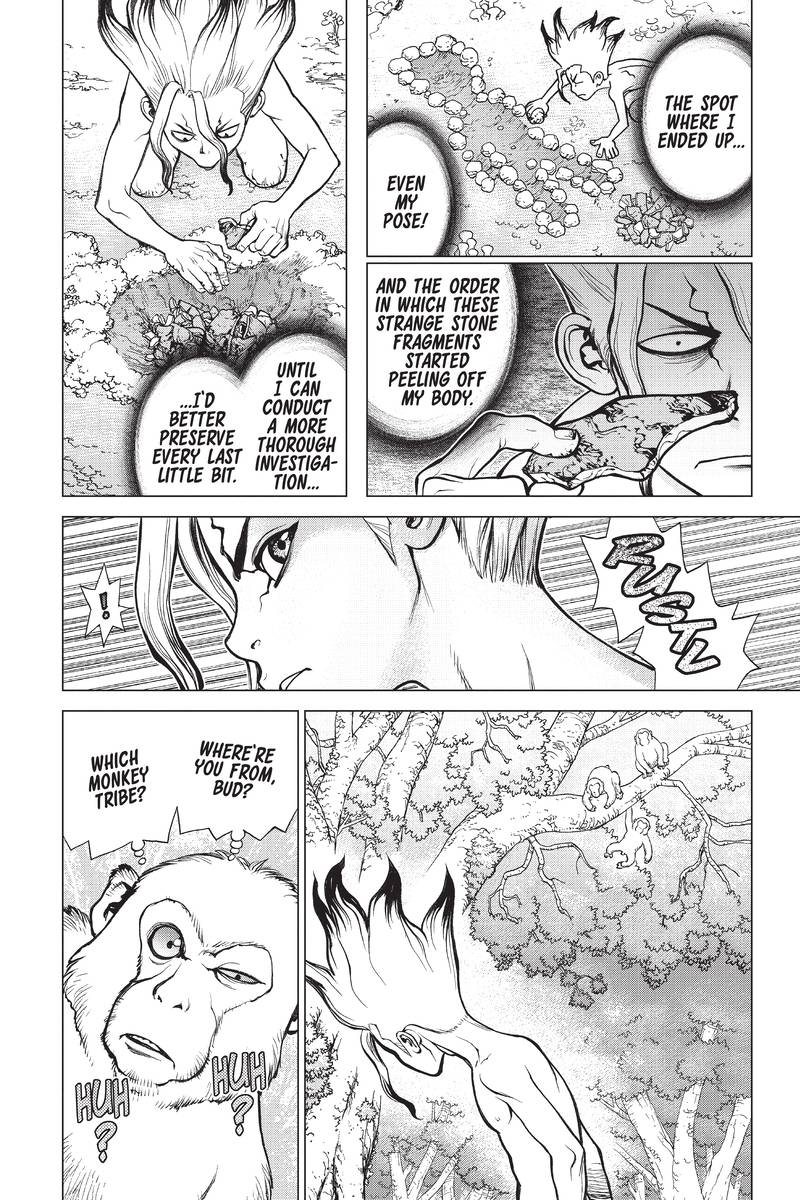 THE SPOT
WHERE I
ENDED UP...
EVEN
MY
POSE!
AND THE ORDER
IN WHICH THESE
STRANGE STONE
FRAGMENTS
STARTED
PEELING OFF
MY BODY.
UNTIL
I CAN
CONDUCT
A MORE
THOROUGH
INVESTIGA-
TION...
...I'D
BETTER
PRESERVE
EVERY LAST
LITTLE BIT.
RUSTL
!
WHERE'RE
YOU FROM,
BUD?
WHICH
MONKEY
TRIBE?
HUH
?
HUH
?